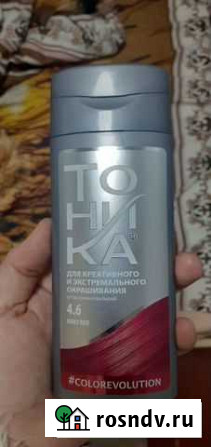 ТО
НИ
КА®
ДЛЯ КРЕАТИВНОГО
И ЭКСТРЕМАЛЬНОГО
ОКРАШИВАНИЯ
4.6
#COLOREVOLUTION
rosndv.ru